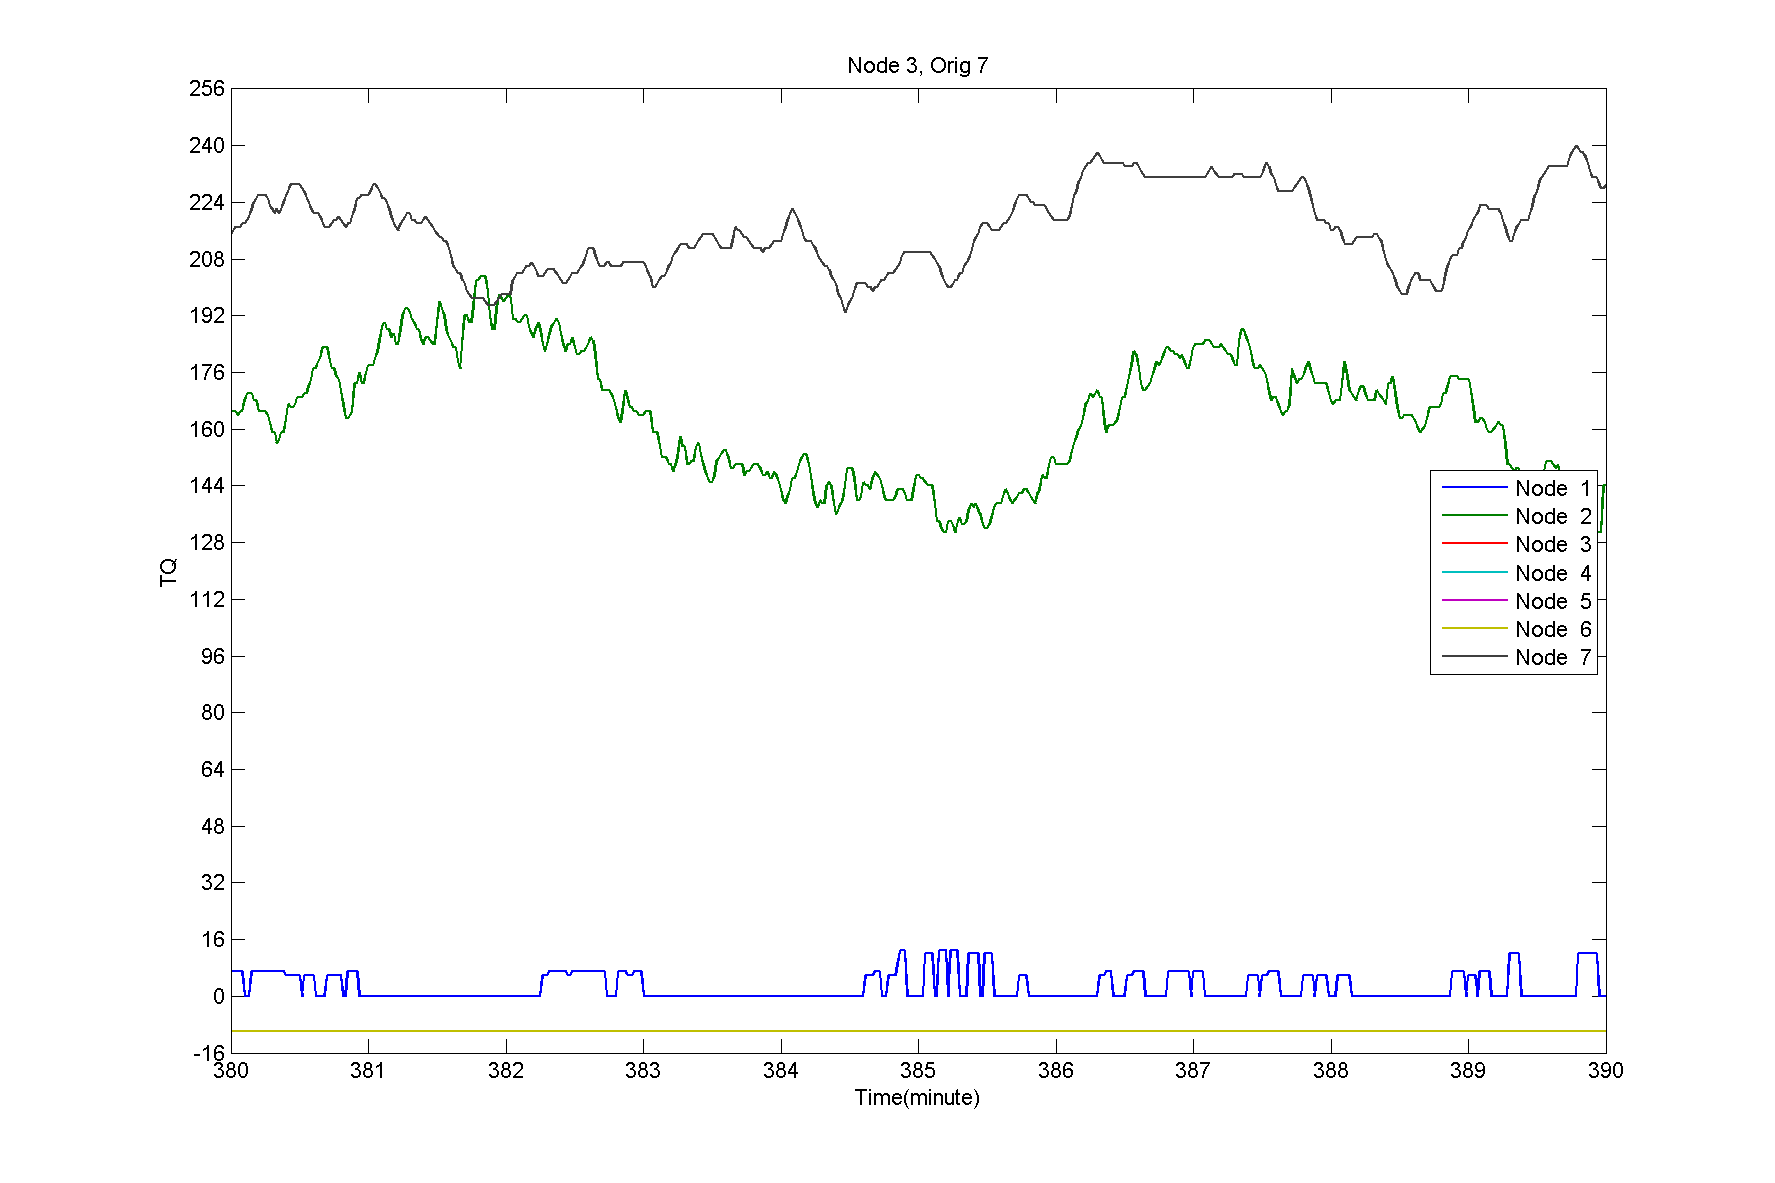 Node 3, Orig 7
256
240
224
208
192
176
160
144
128
112
96
80
64
48
32
16
0
-16
TQ
Node 1
Node 2
Node 3
Node 4
Node 5
Node 6
Node 7
380 381 382 383 384 385 386 387 388 389 390
Time(minute)